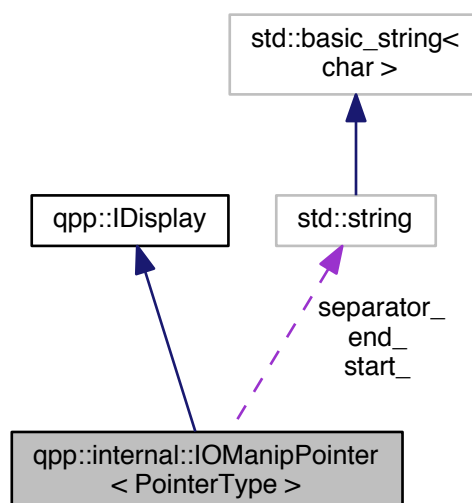 std::basic_string<
char >
qpp::IDisplay
std::string
separator_
end_
start_
qpp::internal::IOManipPointer
< PointerType >